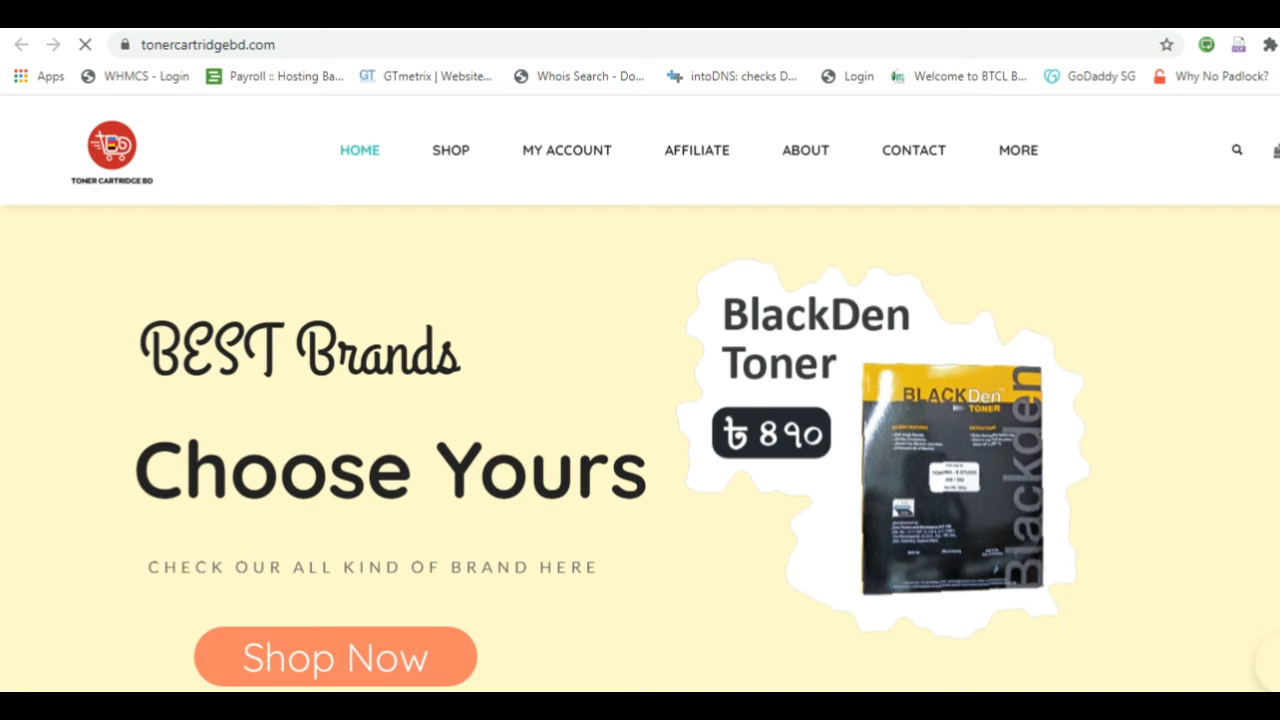 tonercartridgebd.com
Apps WHMCS - Login Payroll :: Hosting Ba... GTmetrix | Website... Whois Search - Do... intoDNS: checks D... Login Welcome to BTCL B... GoDaddy SG Why No Padlock?
TONER CARTRIDGE BD
HOME SHOP MY ACCOUNT AFFILIATE ABOUT CONTACT MORE
BEST Brands
Choose Yours
CHECK OUR ALL KIND OF BRAND HERE
Shop Now
BlackDen
Toner
৳ ৪৭০
BLACKDen
TONER
Blackden